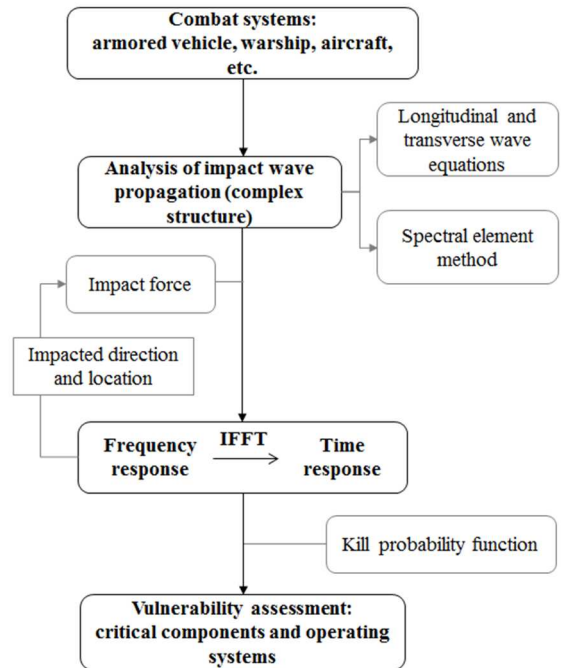 Combat systems:
armored vehicle, warship, aircraft,
etc.
Longitudinal and
transverse wave
equations
Analysis of impact wave
propagation (complex
structure)
Spectral element
method
Impact force
Impacted direction
and location
Frequency
response
IFFT
Time
response
Kill probability function
Vulnerability assessment:
critical components and operating
systems